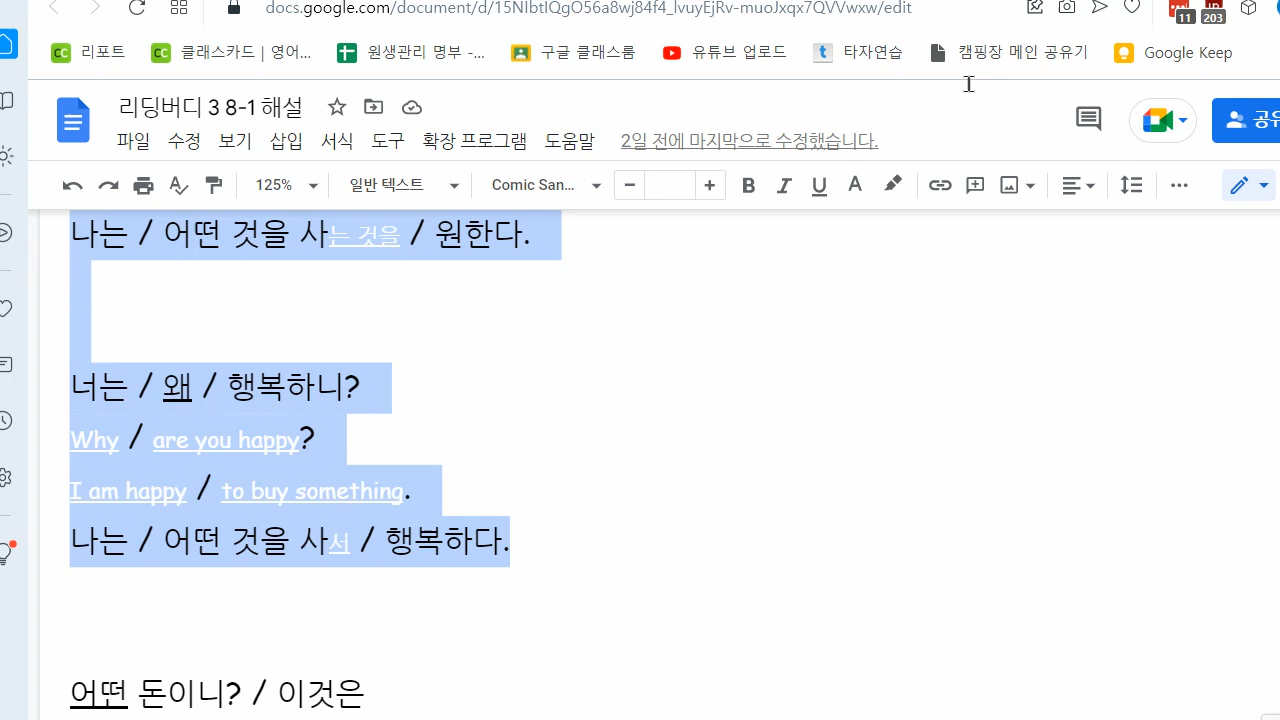 docs.google.com/document/d/15NIbtIQgO56a8wj84f4_lvuyEjRv-muoJxqx7QVVwxw/edit
11 203
리포트 클래스카드 | 영어... 원생관리 명부 -... 구글 클래스룸 유튜브 업로드 타자연습 캠핑장 메인 공유기 Google Keep
리딩버디 3 8-1 해설
공유
파일 수정 보기 삽입 서식 도구 확장 프로그램 도움말 2일 전에 마지막으로 수정했습니다.
125% 일반 텍스트 Comic San... − + B I U A
나는 / 어떤 것을 사는 것을 / 원한다.
너는 / 왜 / 행복하니?
Why / are you happy?
I am happy / to buy something.
나는 / 어떤 것을 사서 / 행복하다.
어떤 돈이니? / 이것은